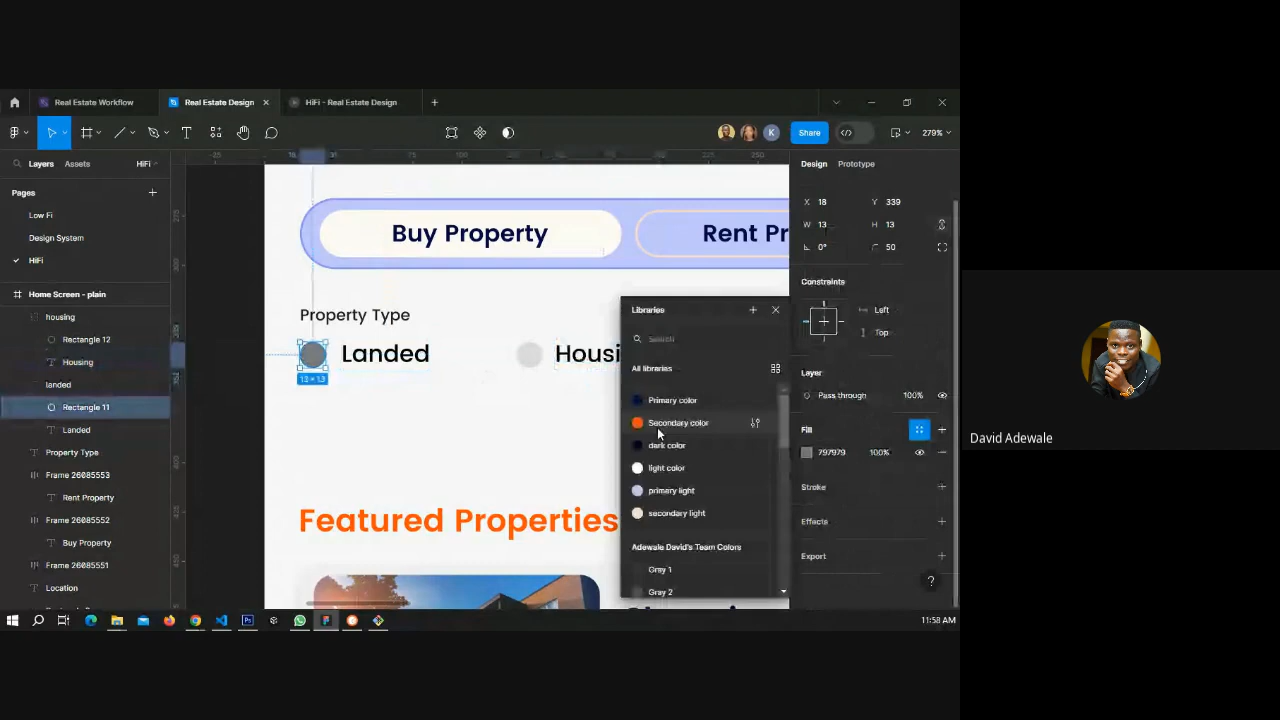 Real Estate Workflow
Real Estate Design
HiFi - Real Estate Design
Share
279%
Layers
Assets
HiFi
Design
Prototype
Pages
Low Fi
Design System
HiFi
Home Screen - plain
housing
Rectangle 12
Housing
landed
Rectangle 11
Landed
Property Type
Frame 26085553
Rent Property
Frame 26085552
Buy Property
Frame 26085551
Location
Buy Property
Rent Pr
Property Type
Landed
Housi
13 × 13
Featured Properties
Libraries
Search
All libraries
Primary color
Secondary color
dark color
light color
primary light
secondary light
Adewale David's Team Colors
Gray 1
Gray 2
X 18 Y 339
W 13 H 13
0° 50
Constraints
Left
Top
Layer
Pass through 100%
Fill
797979 100%
Stroke
Effects
Export
?
K
11:58 AM
David Adewale